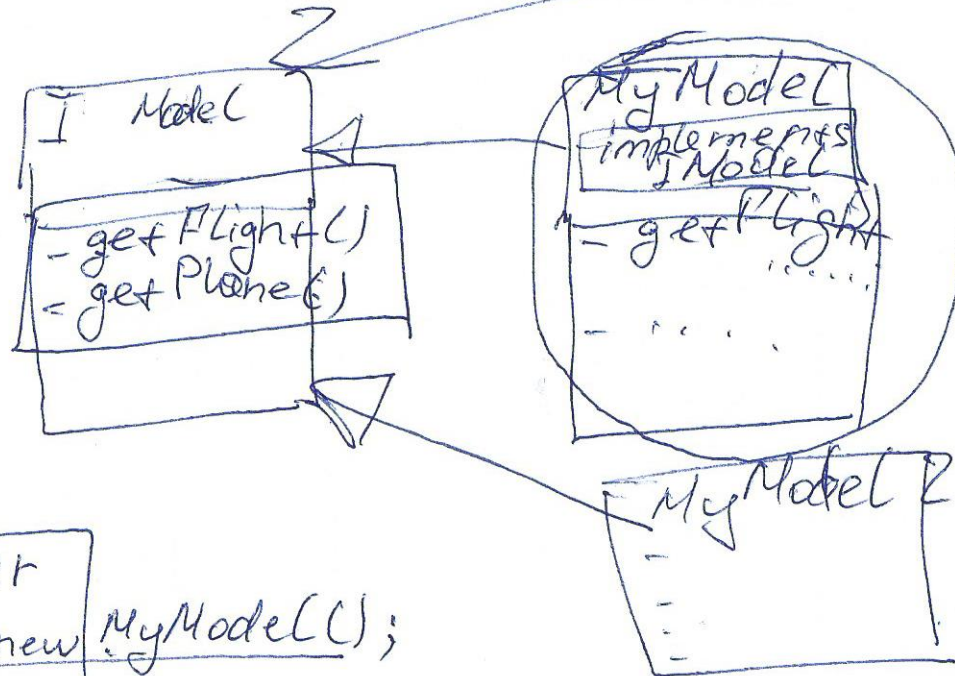 I Model
- getFlight()
- getPlane()
MyModel
- implements
IModel
- getFlight
......
- ....
MyModel 2
-
-
-
r
new MyModel();